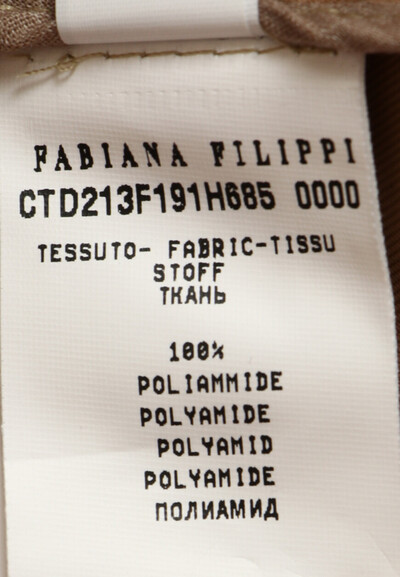 FABIANA FILIPPI
CTD213F191H685 0000
TESSUTO- FABRIC-TISSU
STOFF
ТКАНЬ
100%
POLIAMMIDE
POLYAMIDE
POLYAMID
POLYAMIDE
ПОЛИАМИД